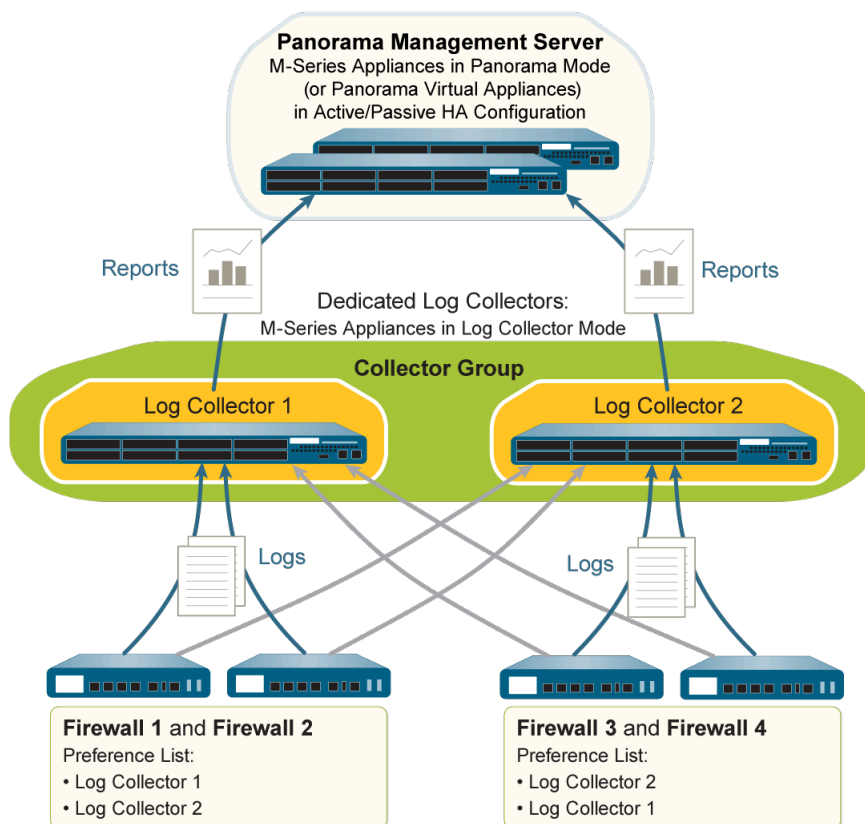 Panorama Management Server
M-Series Appliances in Panorama Mode
(or Panorama Virtual Appliances)
in Active/Passive HA Configuration
Reports
Reports
Dedicated Log Collectors:
M-Series Appliances in Log Collector Mode
Collector Group
Log Collector 1
Log Collector 2
Logs
Logs
Firewall 1 and Firewall 2
Preference List:
• Log Collector 1
• Log Collector 2
Firewall 3 and Firewall 4
Preference List:
• Log Collector 2
• Log Collector 1